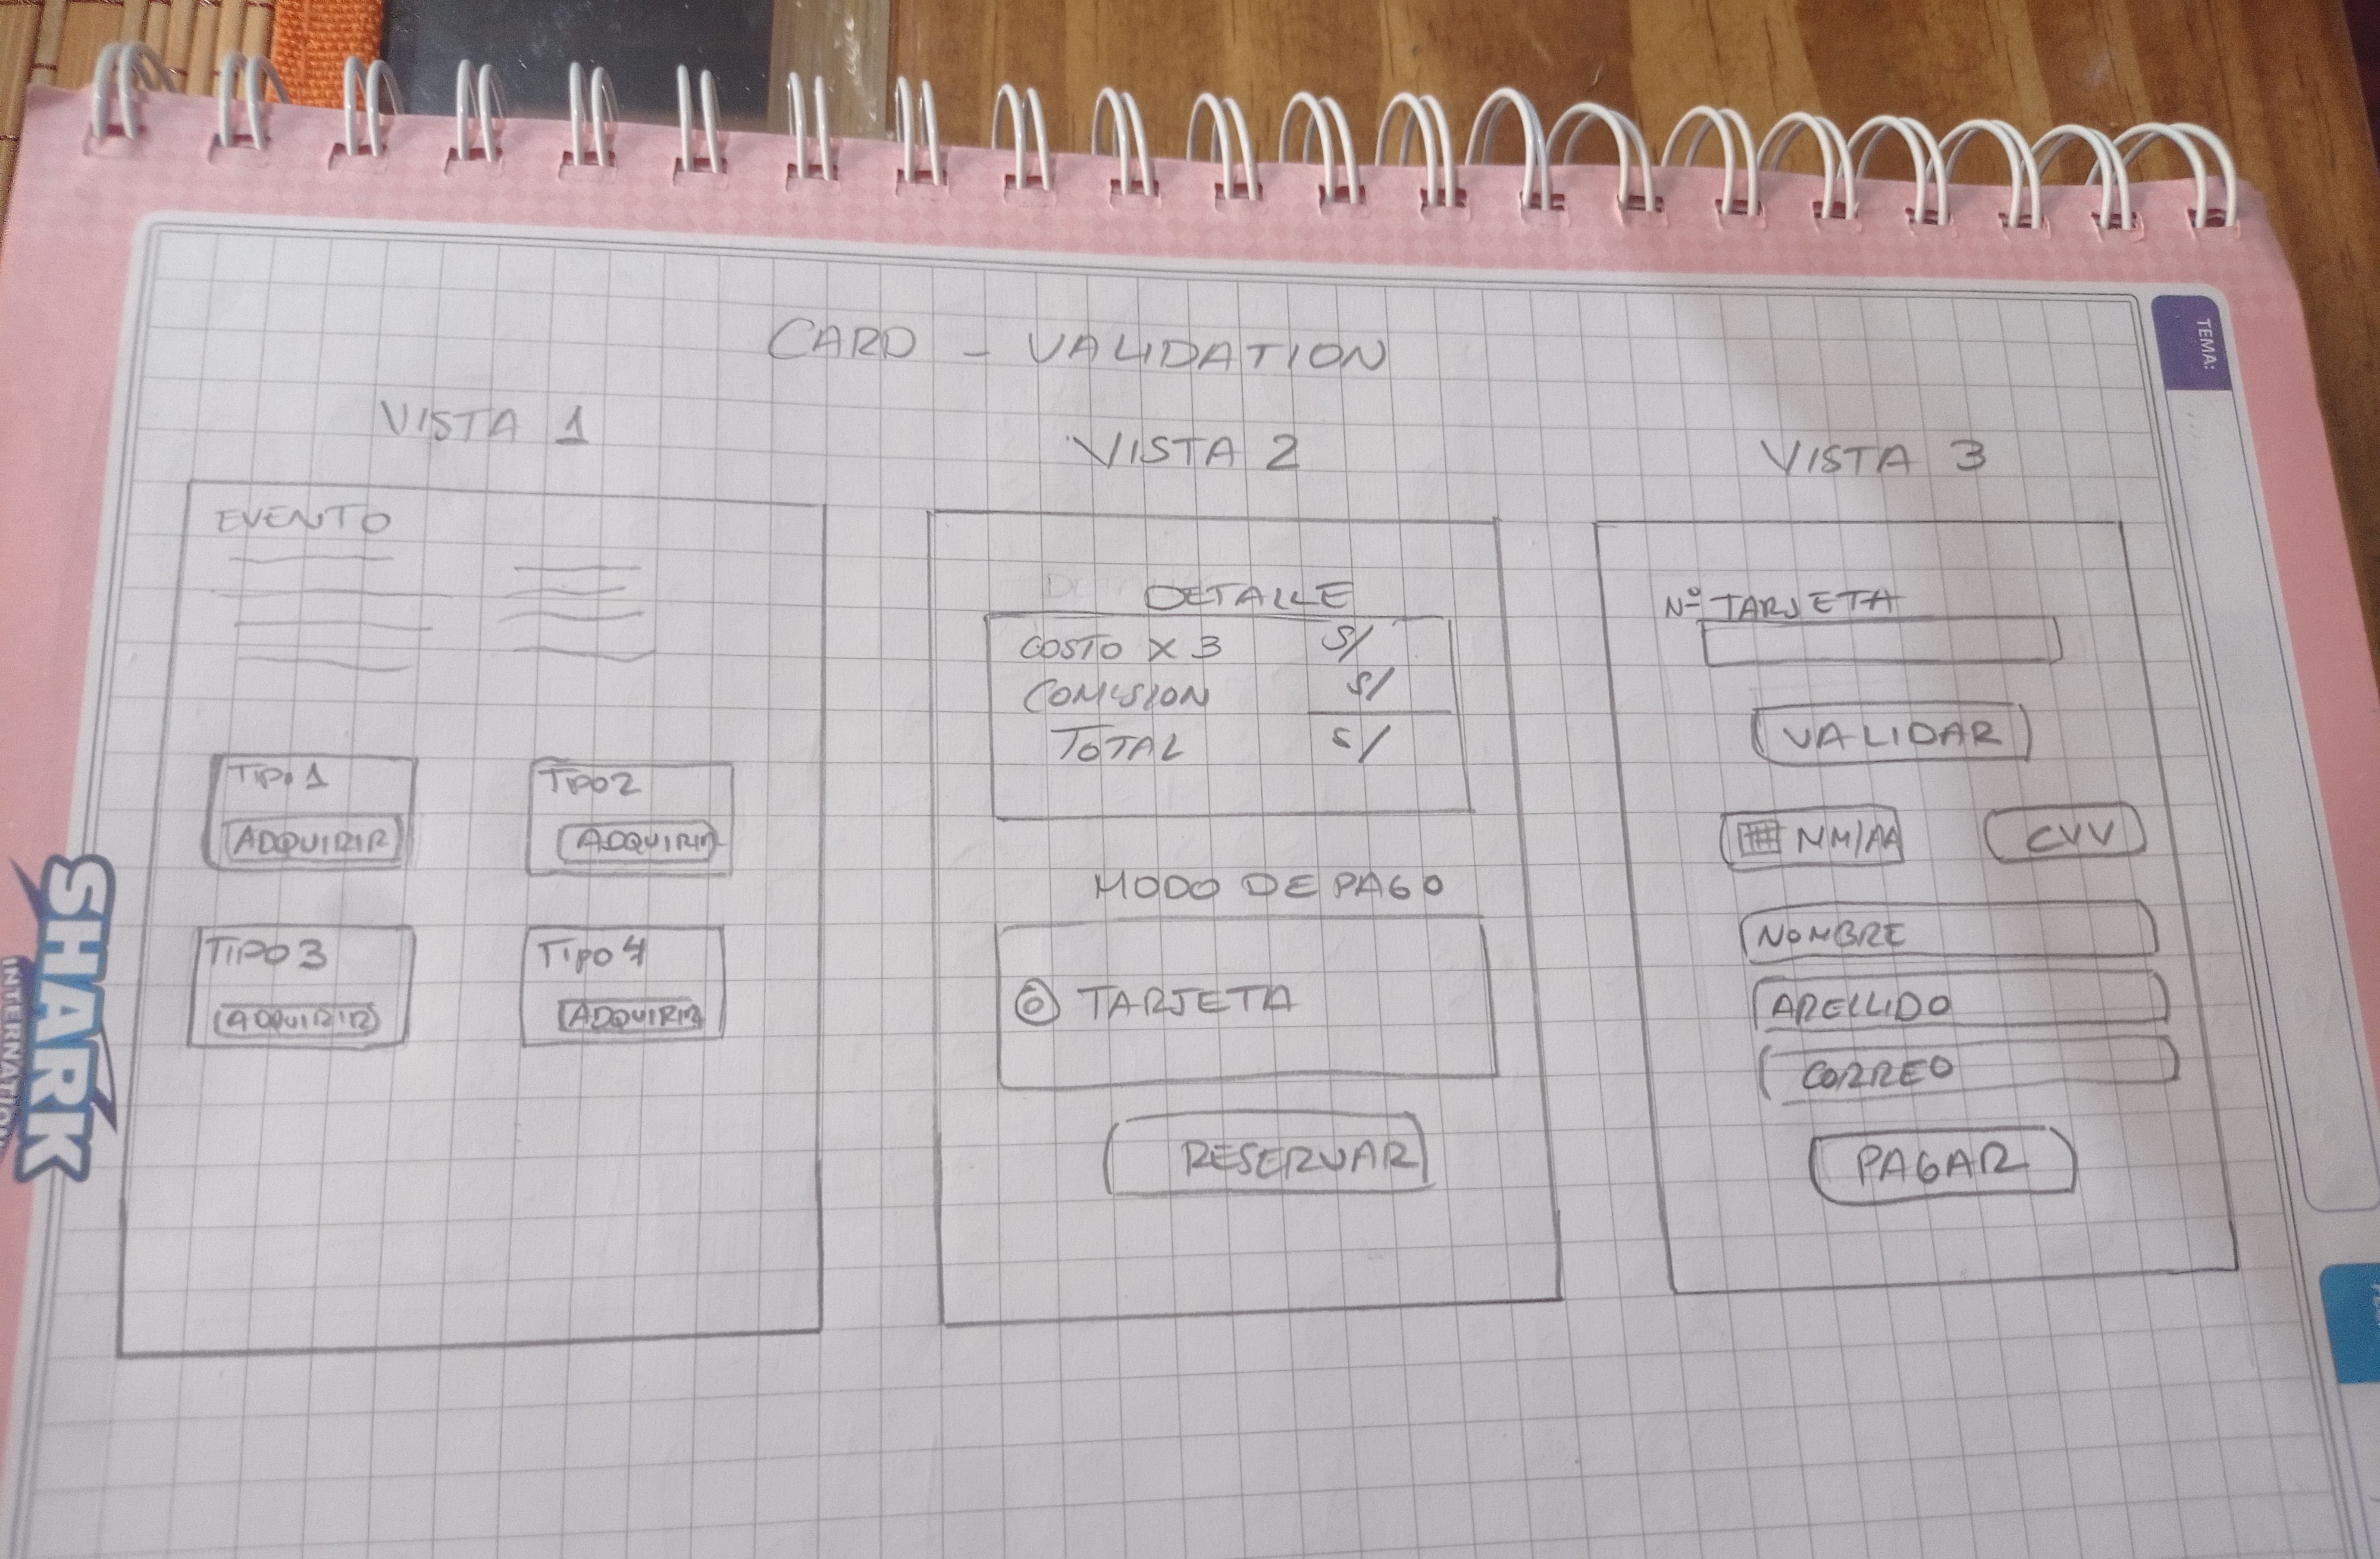 TEMA:
CARD - VALIDATION
VISTA 1
EVENTO
TIPO 1
ADQUIRIR
TIPO 2
ADQUIRIR
TIPO 3
ADQUIRIR
TIPO 4
ADQUIRIR
VISTA 2
DETALLE
COSTO X 3 S/
COMISION S/
TOTAL S/
MODO DE PAGO
TARJETA
RESERVAR
VISTA 3
Nº TARJETA
VALIDAR
MM/AA
CVV
NOMBRE
APELLIDO
CORREO
PAGAR
SHARK